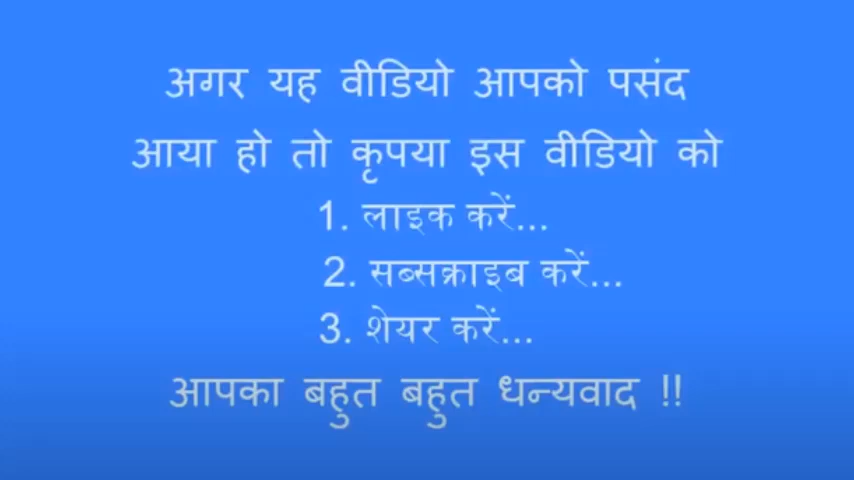 अगर यह वीडियो आपको पसंद
आया हो तो कृपया इस वीडियो को
1. लाइक करें...
2. सब्सक्राइब करें...
3. शेयर करें...
आपका बहुत बहुत धन्यवाद !!